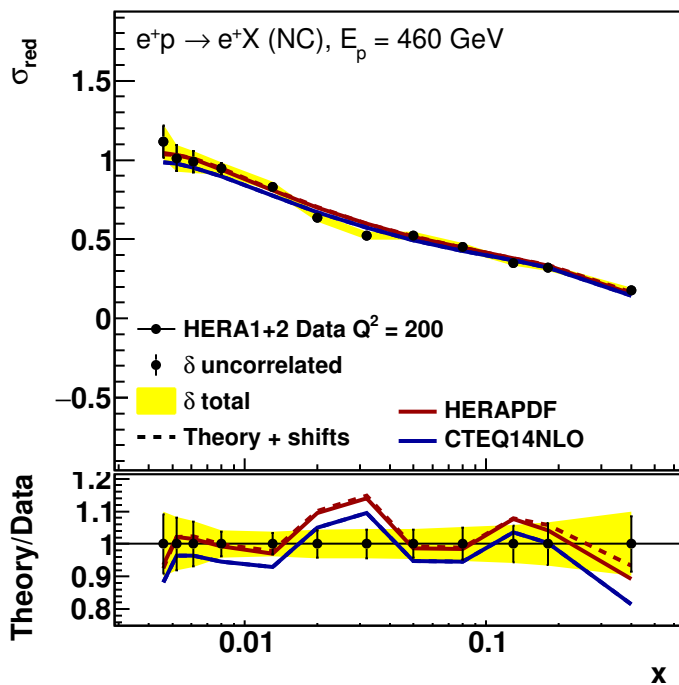 e⁺p → e⁺X (NC), E_p = 460 GeV
σ_red
1.5
1
0.5
0
−0.5
HERA1+2 Data Q² = 200
δ uncorrelated
δ total
Theory + shifts
HERAPDF
CTEQ14NLO
Theory/Data
1.2
1.1
1
0.9
0.8
0.01
0.1
x